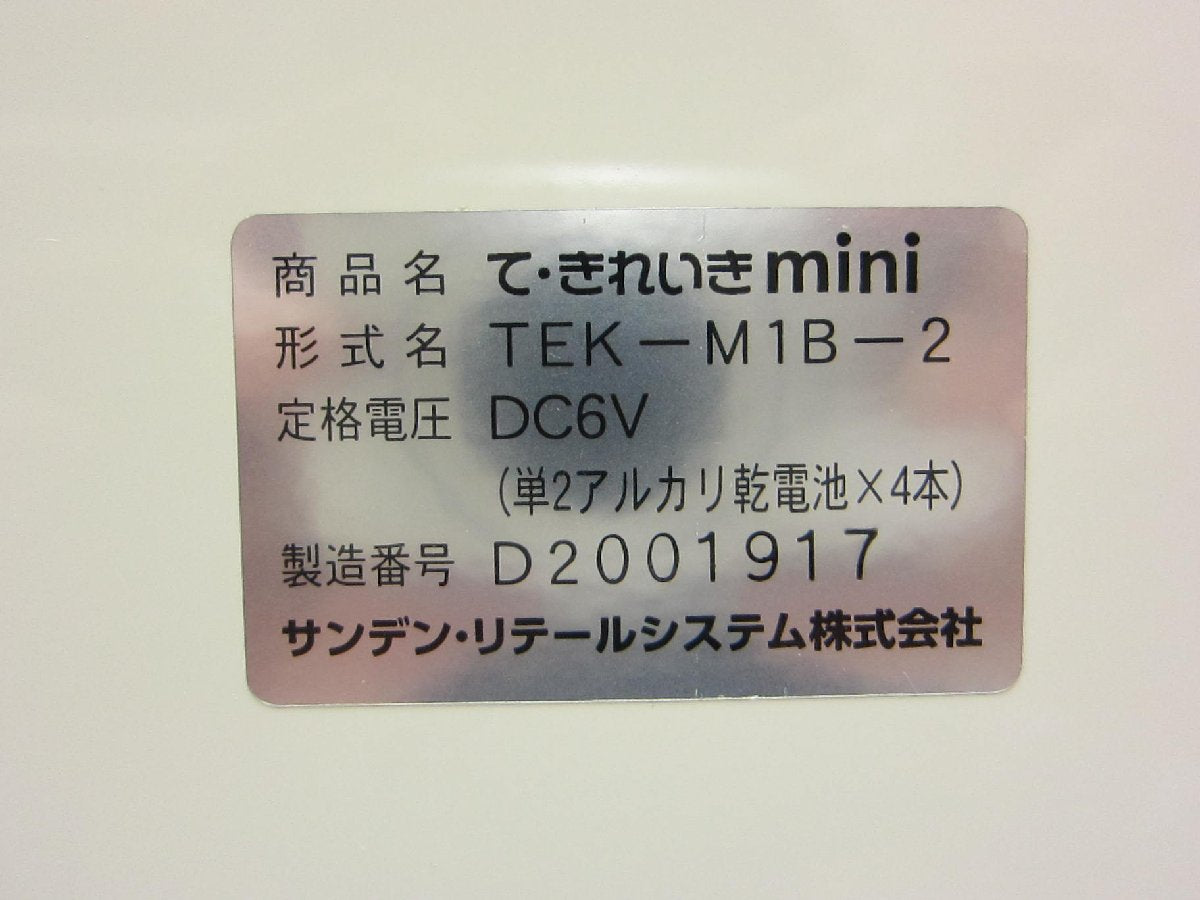 商品名 て・きれいきmini
形式名 TEK－M1B－2
定格電圧 DC6V
(単2アルカリ乾電池×4本)
製造番号 D2001917
サンデン・リテールシステム株式会社